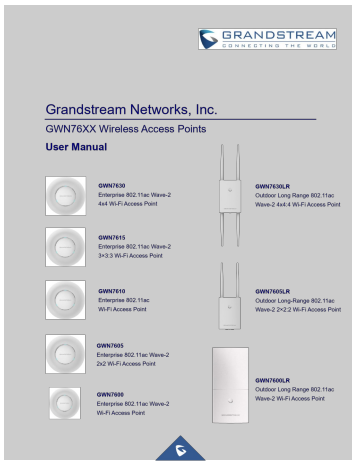 GRANDSTREAM
CONNECTING THE WORLD
Grandstream Networks, Inc.
GWN76XX Wireless Access Points
User Manual
GWN7630
Enterprise 802.11ac Wave-2
4x4 Wi-Fi Access Point
GWN7615
Enterprise 802.11ac Wave-2
3×3:3 Wi-Fi Access Point
GWN7610
Enterprise 802.11ac
Wi-Fi Access Point
GWN7605
Enterprise 802.11ac Wave-2
2x2 Wi-Fi Access Point
GWN7600
Enterprise 802.11ac Wave-2
Wi-Fi Access Point
GWN7630LR
Outdoor Long Range 802.11ac
Wave-2 4x4:4 Wi-Fi Access Point
GWN7605LR
Outdoor Long-Range 802.11ac
Wave-2 2×2:2 Wi-Fi Access Point
GWN7600LR
Outdoor Long Range 802.11ac
Wave-2 Wi-Fi Access Point